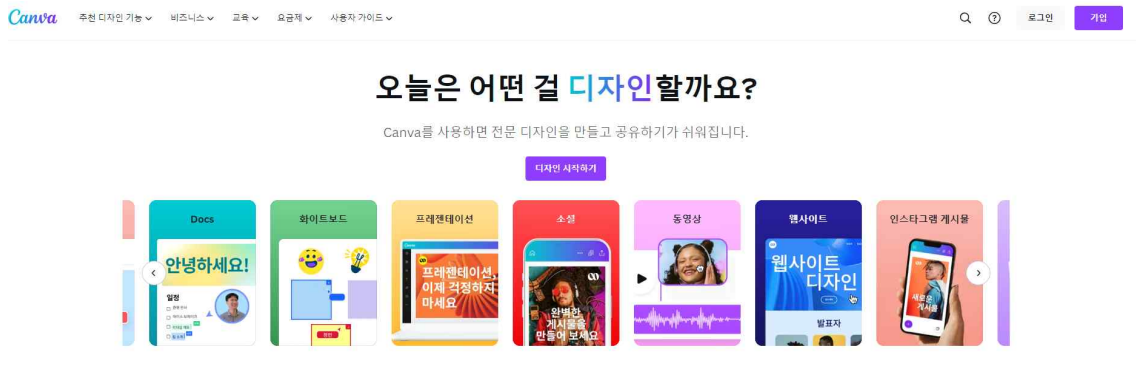 Canva
추천 디자인 기능
비즈니스
교육
요금제
사용자 가이드
로그인
가입
오늘은 어떤 걸 디자인할까요?
Canva를 사용하면 전문 디자인을 만들고 공유하기가 쉬워집니다.
디자인 시작하기
Docs
안녕하세요!
일정
화이트보드
프레젠테이션
프레젠테이션,
이제 걱정하지
마세요
소셜
완벽한
게시물을
만들어 보세요
동영상
웹사이트
웹사이트
디자인
발표자
인스타그램 게시물
새로운
게시물